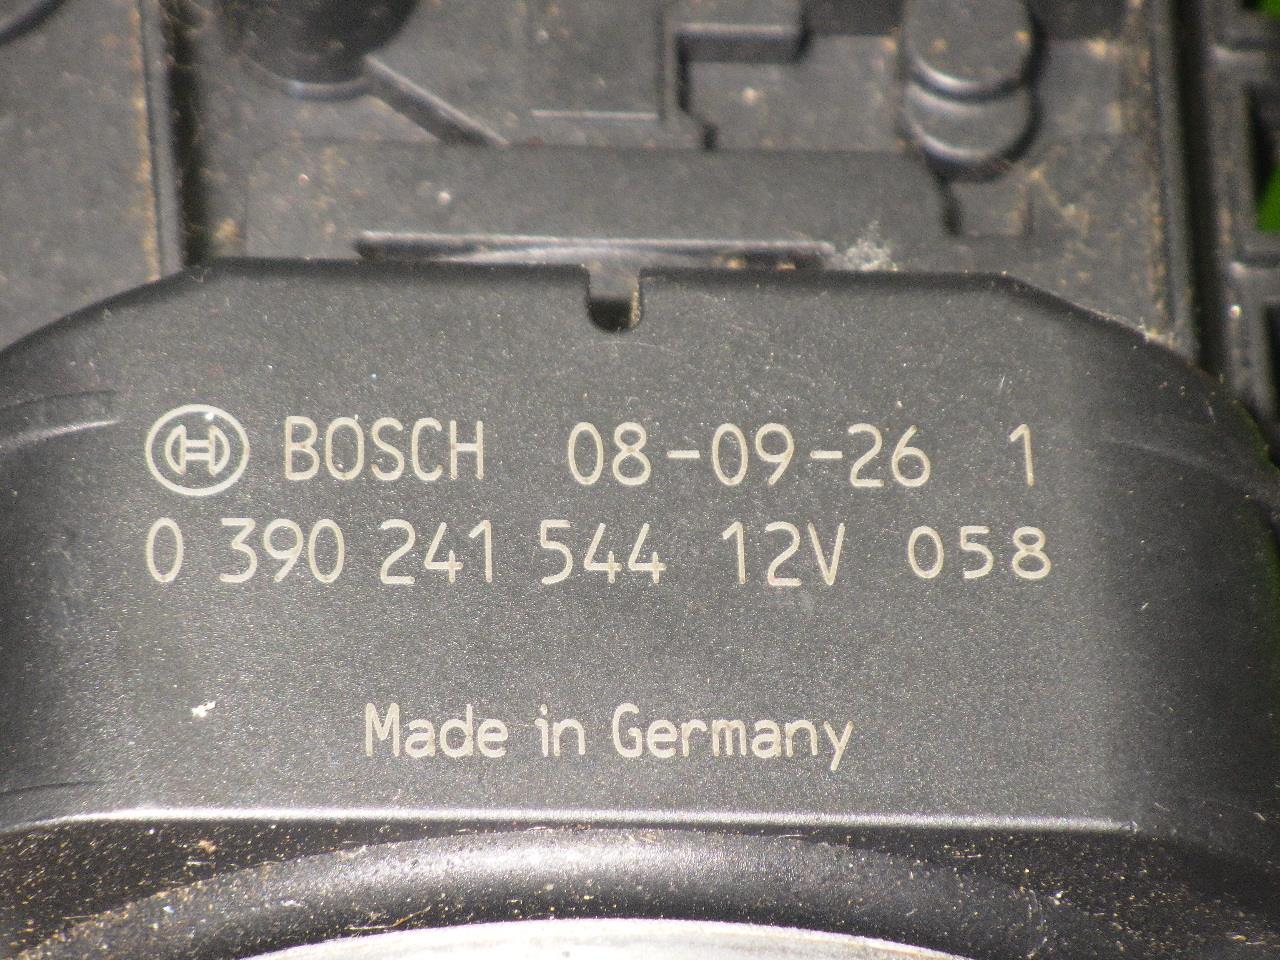 BOSCH 08-09-26 1
0 390 241 544 12V 058
Made in Germany